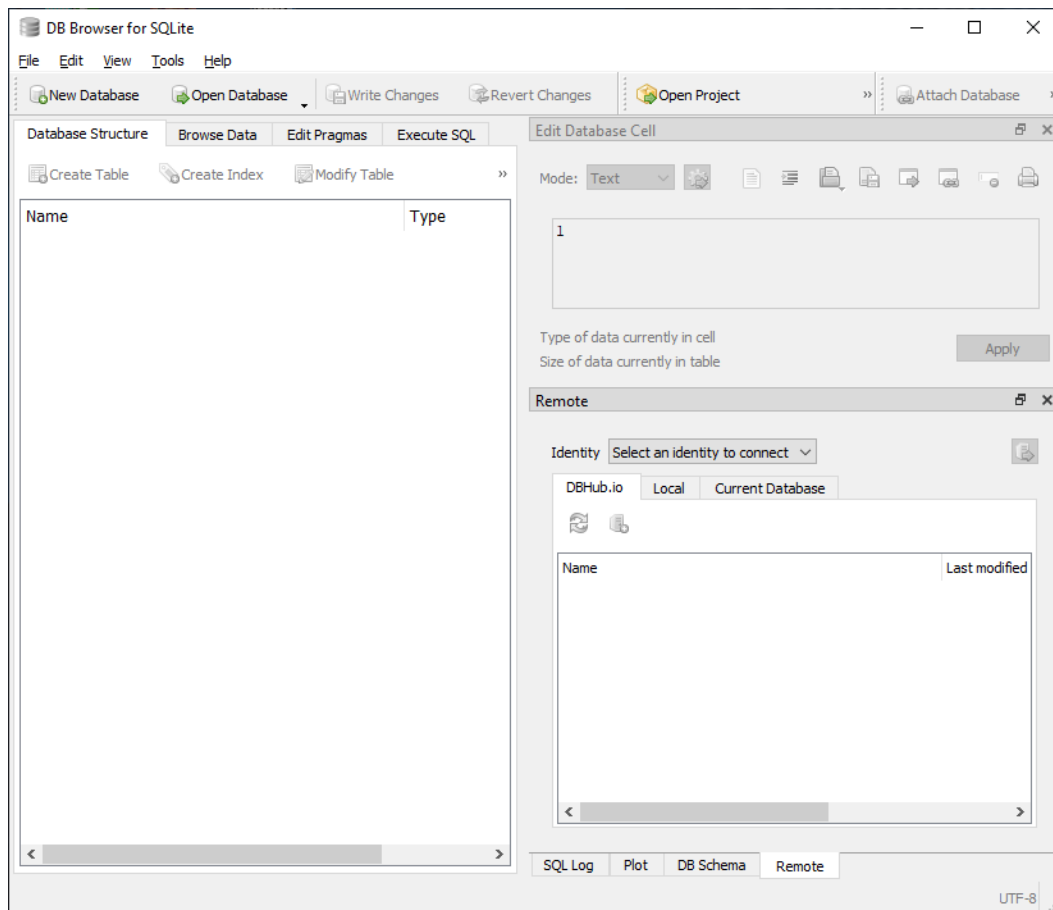 DB Browser for SQLite
File Edit View Tools Help
New Database Open Database Write Changes Revert Changes Open Project » Attach Database »
Database Structure Browse Data Edit Pragmas Execute SQL
Create Table Create Index Modify Table »
Name Type
Edit Database Cell
Mode: Text
1
Type of data currently in cell
Size of data currently in table
Apply
Remote
Identity Select an identity to connect
DBHub.io Local Current Database
Name Last modified
SQL Log Plot DB Schema Remote
UTF-8